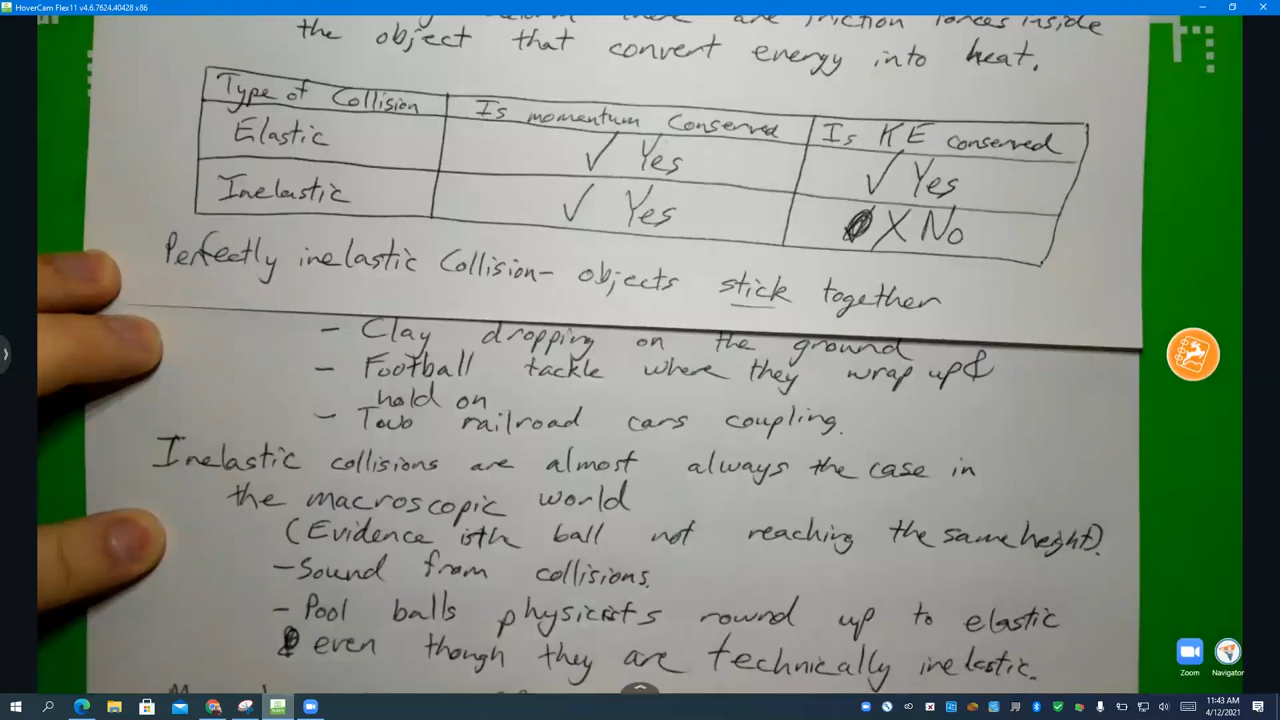 HoverCam Flex11 v4.6.7624.40428 x86
there are friction forces inside
the object that convert energy into heat.
Type of Collision Is momentum Conserved Is KE conserved
Elastic ✓ Yes ✓ Yes
Inelastic ✓ Yes X No
Perfectly inelastic Collision- objects stick together
- Clay dropping on the ground
- Football tackle where they wrap up &
hold on
- Two railroad cars coupling.
Inelastic collisions are almost always the case in
the macroscopic world
(Evidence is the ball not reaching the same height).
- Sound from collisions.
- Pool balls physicists round up to elastic
even though they are technically inelastic.
Zoom
Navigator
11:43 AM
4/12/2021